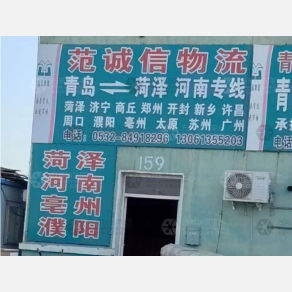 范诚信物流
青岛⇌菏泽 河南专线
菏泽 济宁 商丘 郑州 开封 新乡 许昌
周口 濮阳 亳州 太原 苏州 广州
电话：0532-84918296 13061355203
菏泽
河南
亳州
濮阳
159
青
承